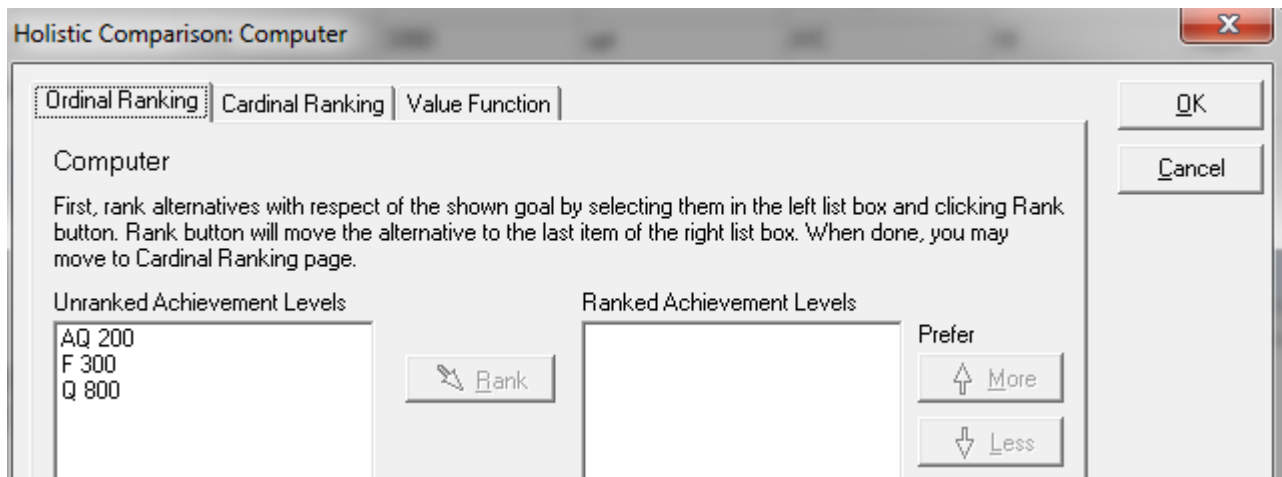 Holistic Comparison: Computer
Ordinal Ranking Cardinal Ranking Value Function
OK
Computer
Cancel
First, rank alternatives with respect of the shown goal by selecting them in the left list box and clicking Rank
button. Rank button will move the alternative to the last item of the right list box. When done, you may
move to Cardinal Ranking page.
Unranked Achievement Levels
Ranked Achievement Levels
AQ 200
F 300
Q 800
Rank
Prefer
More
Less